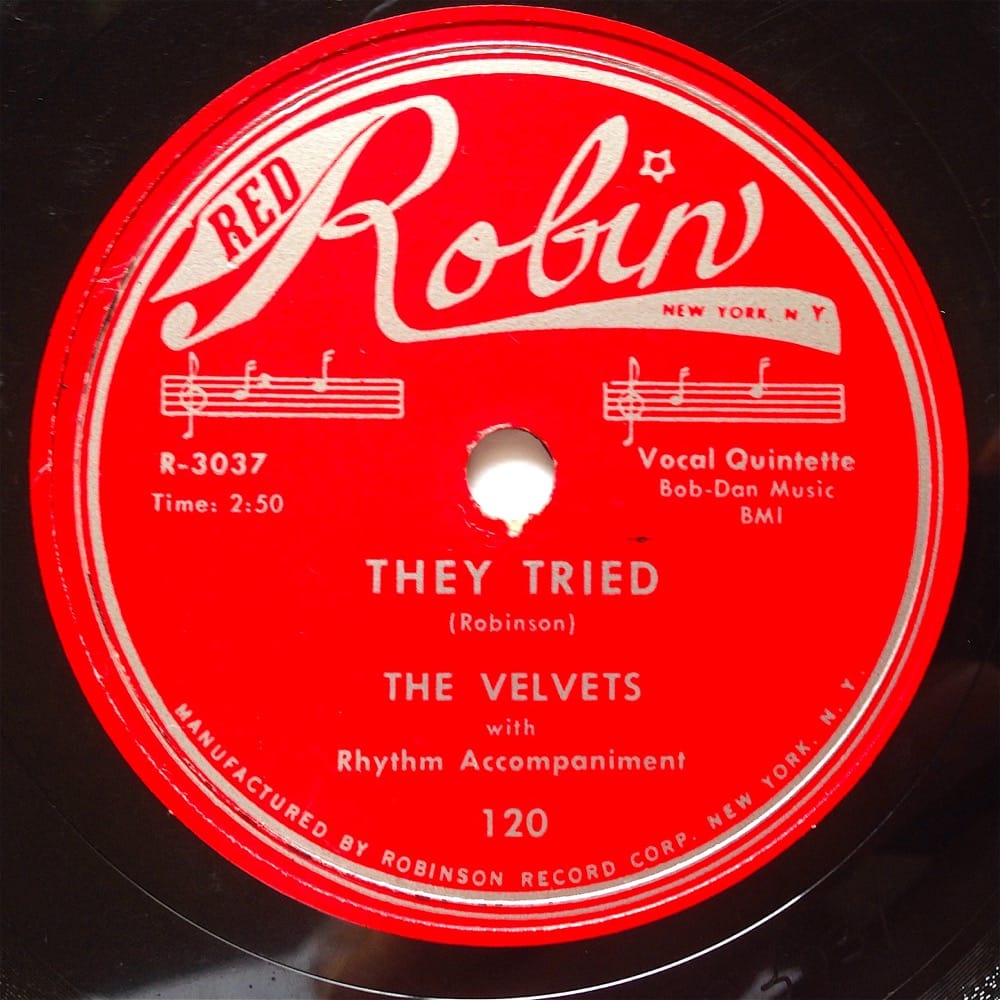 RED
Robin
NEW YORK, N.Y.
R-3037
Time: 2:50
Vocal Quintette
Bob-Dan Music
BMI
THEY TRIED
(Robinson)
THE VELVETS
with
Rhythm Accompaniment
120
MANUFACTURED BY ROBINSON RECORD CORP. NEW YORK, N.Y.